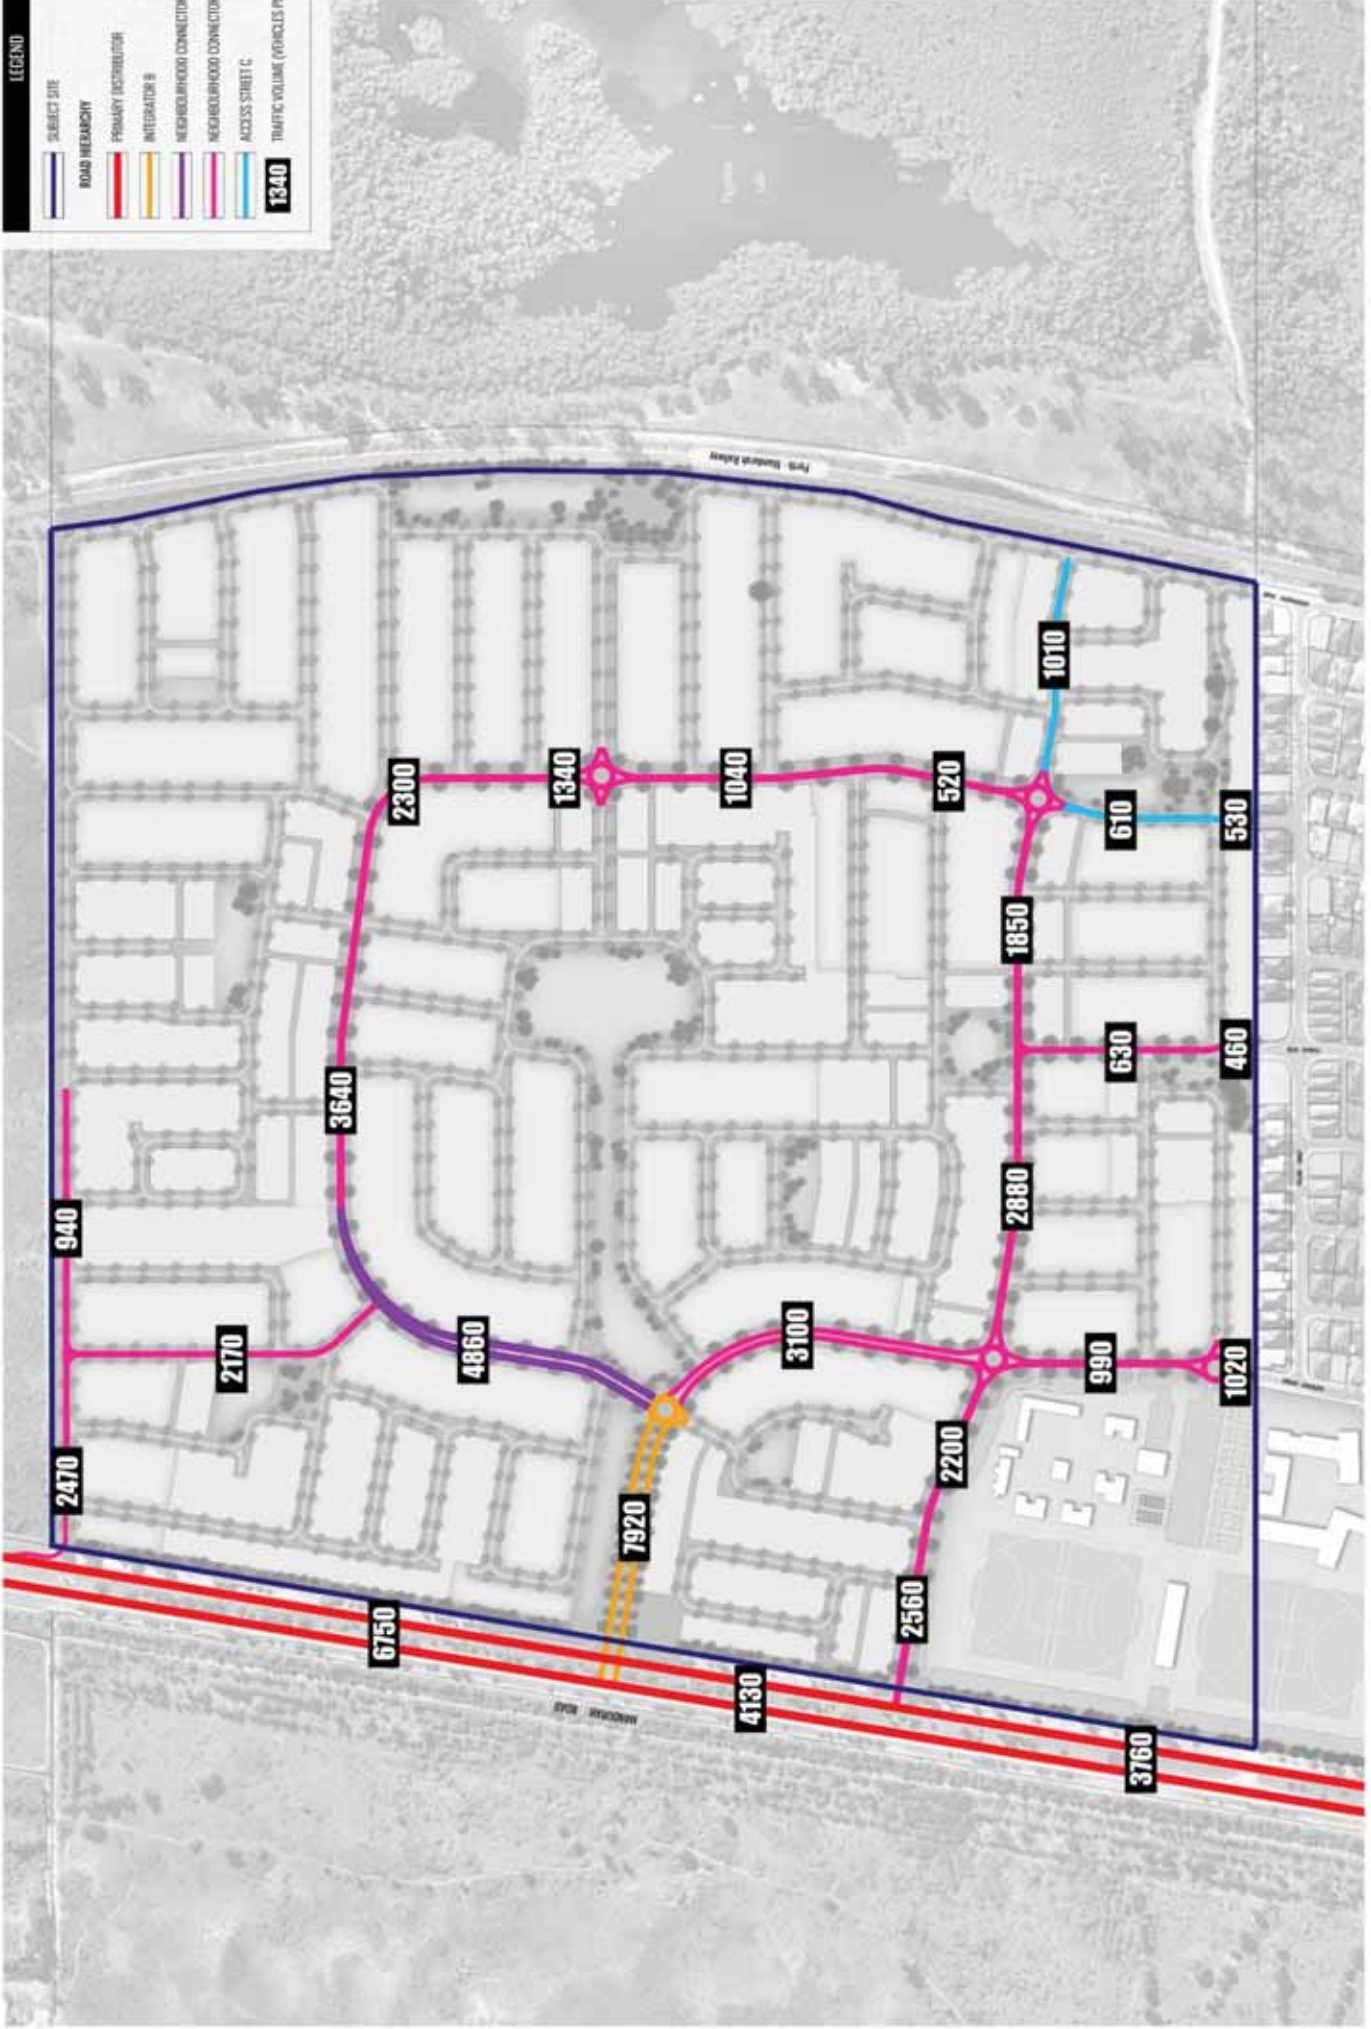 LEGEND
SUBJECT SITE
ROAD HIERARCHY
PRIMARY DISTRIBUTOR
INTEGRATOR B
NEIGHBOURHOOD CONNECTOR
NEIGHBOURHOOD CONNECTOR
ACCESS STREET C
1340 TRAFFIC VOLUME (VEHICLES
Perth - Mandurah Railway
MANDURAH ROAD
940
2470
2170
3640
2300
1340
1040
520
1010
610
530
1850
630
460
2880
4860
3100
990
1020
2200
2560
7920
6750
4130
3760